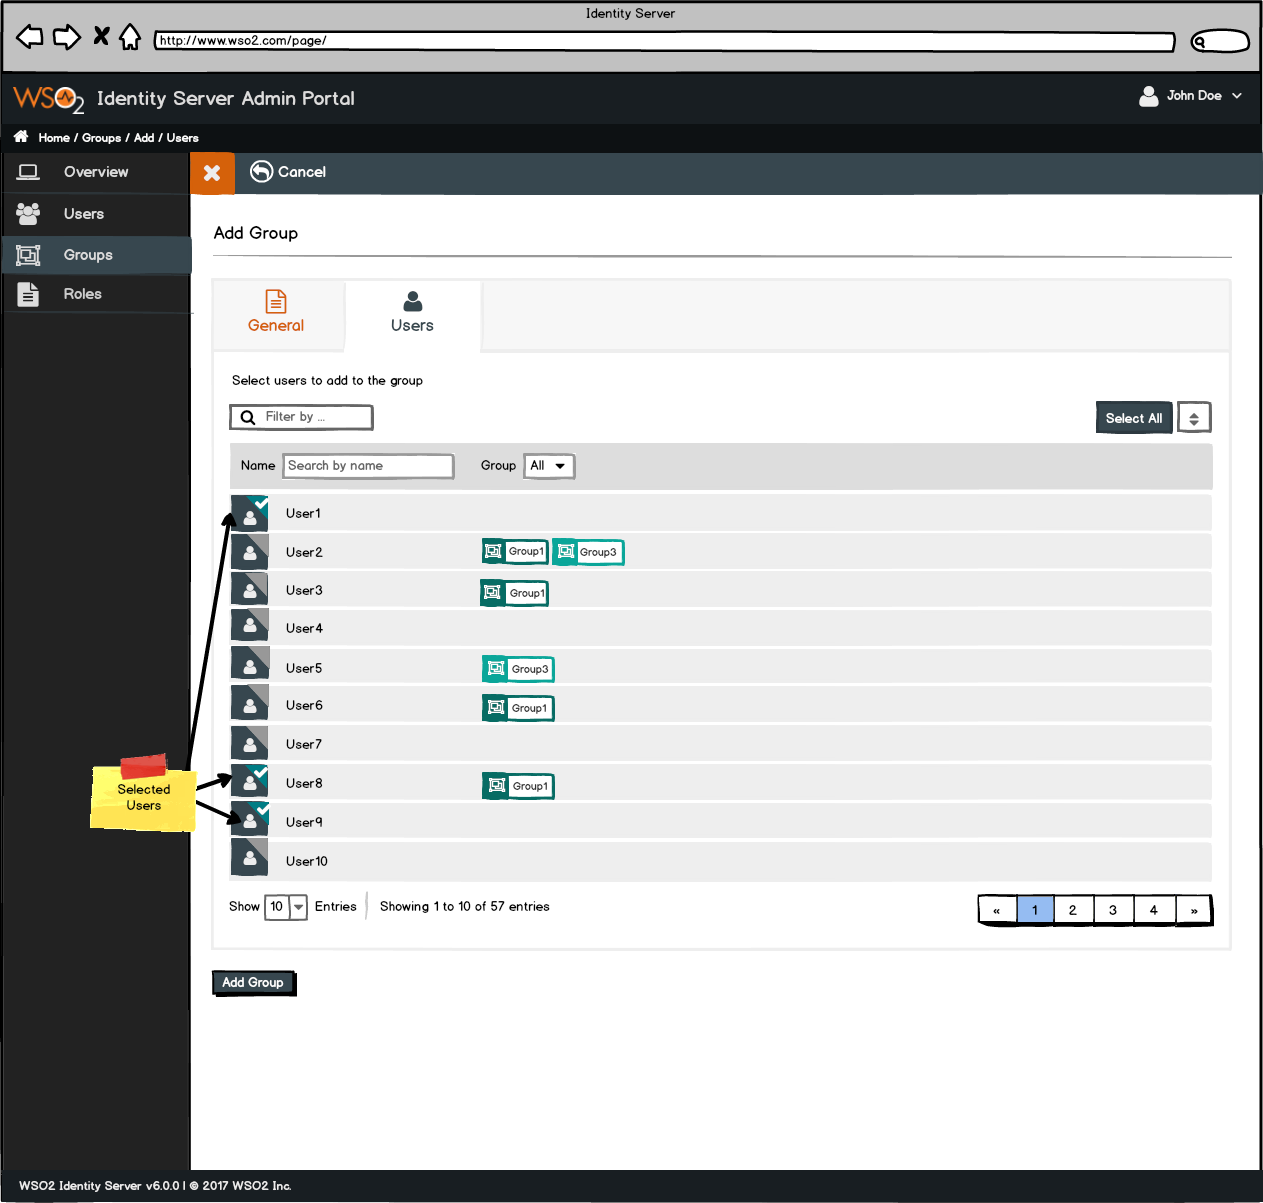 Identity Server
http://www.wso2.com/page/
WSO2 Identity Server Admin Portal
John Doe
Home / Groups / Add / Users
Overview
Users
Groups
Roles
Cancel
Add Group
General
Users
Select users to add to the group
Filter by ...
Select All
Name
Search by name
Group
All
User1
User2
Group1
Group3
User3
Group1
User4
User5
Group3
User6
Group1
User7
User8
Group1
User9
User10
Selected
Users
Show 10 Entries
Showing 1 to 10 of 57 entries
« 1 2 3 4 »
Add Group
WSO2 Identity Server v6.0.0 | © 2017 WSO2 Inc.